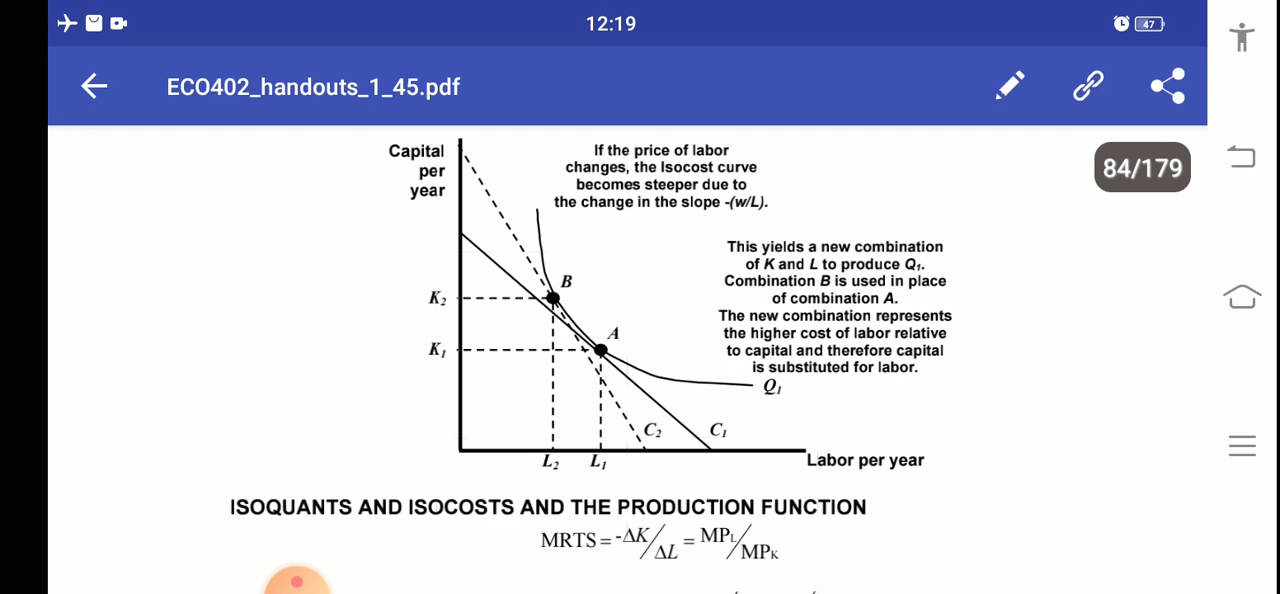 12:19
47
ECO402_handouts_1_45.pdf
84/179
Capital
per
year
If the price of labor
changes, the Isocost curve
becomes steeper due to
the change in the slope -(w/L).
This yields a new combination
of K and L to produce Q₁.
Combination B is used in place
of combination A.
The new combination represents
the higher cost of labor relative
to capital and therefore capital
is substituted for labor.
B
K₂
A
K₁
Q₁
C₂
C₁
L₂
L₁
Labor per year
ISOQUANTS AND ISOCOSTS AND THE PRODUCTION FUNCTION
MRTS = -ΔK/ΔL = MPL/MPK